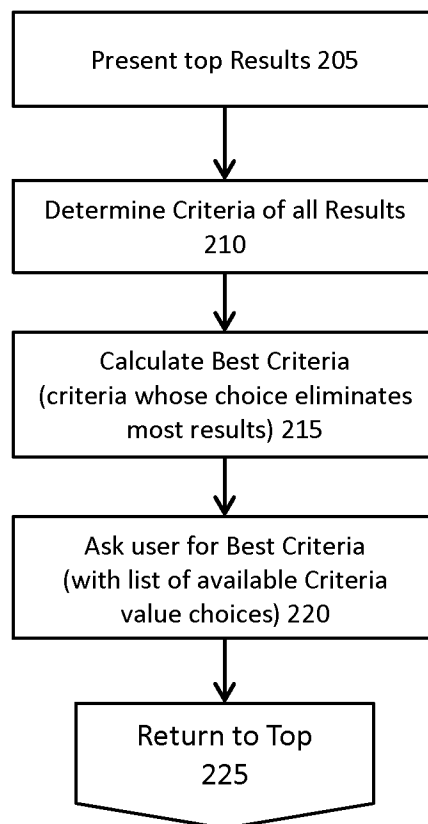 Present top Results 205
Determine Criteria of all Results
210
Calculate Best Criteria
(criteria whose choice eliminates
most results) 215
Ask user for Best Criteria
(with list of available Criteria
value choices) 220
Return to Top
225